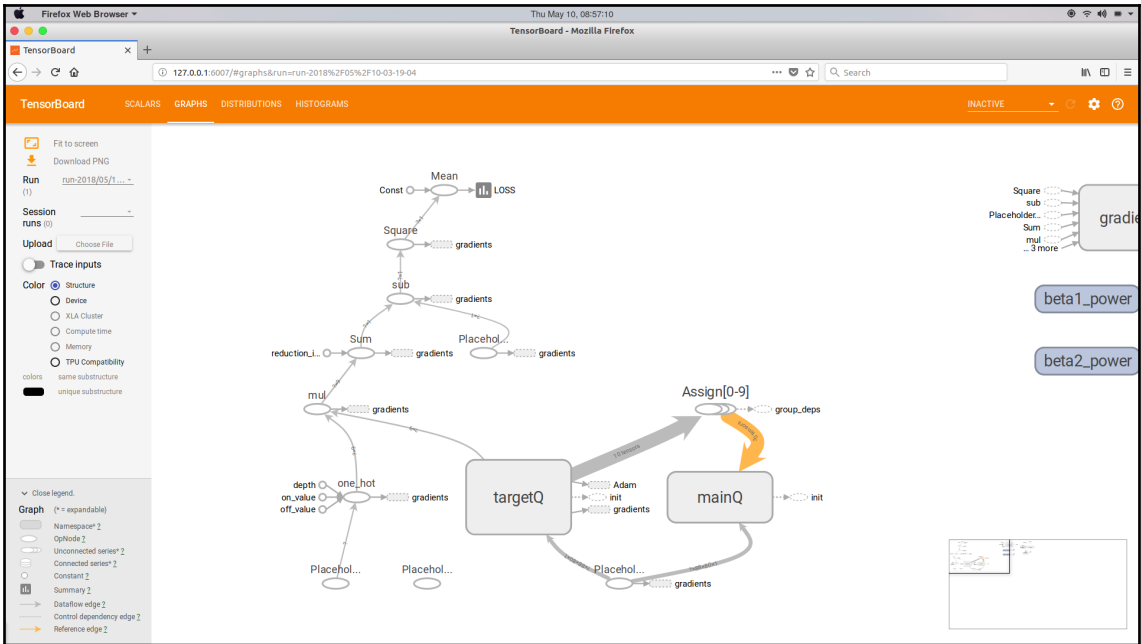 Firefox Web Browser
Thu May 10, 08:57:10
TensorBoard - Mozilla Firefox
TensorBoard
127.0.0.1:6007/#graphs&run=run-2018%2F05%2F10-03-19-04
Search
TensorBoard
SCALARS GRAPHS DISTRIBUTIONS HISTOGRAMS
INACTIVE
Fit to screen
Download PNG
Run run-2018/05/1...
(1)
Session
runs (0)
Upload Choose File
Trace inputs
Color Structure
Device
XLA Cluster
Compute time
Memory
TPU Compatibility
colors same substructure
unique substructure
Close legend.
Graph (* = expandable)
Namespace* ?
OpNode ?
Unconnected series* ?
Connected series* ?
Constant ?
Summary ?
Dataflow edge ?
Control dependency edge ?
Reference edge ?
Mean
Const
LOSS
Square
gradients
sub
gradients
Sum
reduction_i...
gradients
Placehol...
gradients
mul
gradients
one_hot
depth
on_value
off_value
gradients
Placehol...
Placehol...
targetQ
Adam
init
gradients
Assign[0-9]
group_deps
10 tensors
mainQ
init
Placehol...
gradients
Square
sub
Placeholder...
Sum
mul
... 3 more
gradie
beta1_power
beta2_power